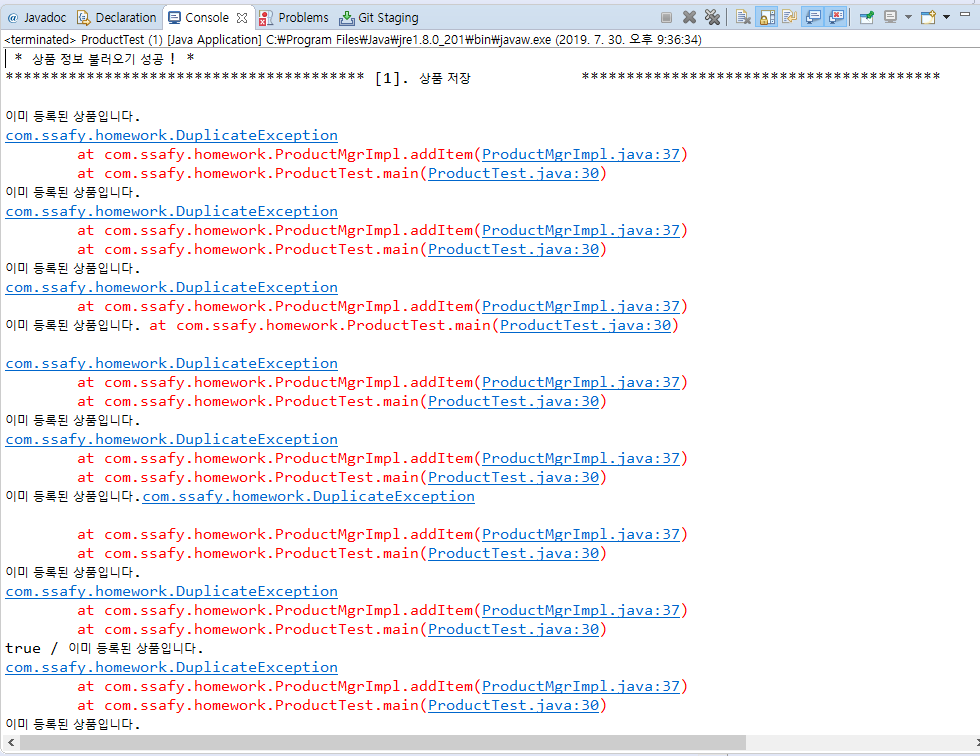 @ Javadoc Declaration Console Problems Git Staging
<terminated> ProductTest (1) [Java Application] C:₩Program Files₩Java₩jre1.8.0_201₩bin₩javaw.exe (2019. 7. 30. 오후 9:36:34)
* 상품 정보 불러오기 성공 ! *
**************************************** [1]. 상품 저장 ****************************************
이미 등록된 상품입니다.
com.ssafy.homework.DuplicateException
at com.ssafy.homework.ProductMgrImpl.addItem(ProductMgrImpl.java:37)
at com.ssafy.homework.ProductTest.main(ProductTest.java:30)
이미 등록된 상품입니다.
com.ssafy.homework.DuplicateException
at com.ssafy.homework.ProductMgrImpl.addItem(ProductMgrImpl.java:37)
at com.ssafy.homework.ProductTest.main(ProductTest.java:30)
이미 등록된 상품입니다.
com.ssafy.homework.DuplicateException
at com.ssafy.homework.ProductMgrImpl.addItem(ProductMgrImpl.java:37)
이미 등록된 상품입니다. at com.ssafy.homework.ProductTest.main(ProductTest.java:30)
com.ssafy.homework.DuplicateException
at com.ssafy.homework.ProductMgrImpl.addItem(ProductMgrImpl.java:37)
at com.ssafy.homework.ProductTest.main(ProductTest.java:30)
이미 등록된 상품입니다.
com.ssafy.homework.DuplicateException
at com.ssafy.homework.ProductMgrImpl.addItem(ProductMgrImpl.java:37)
at com.ssafy.homework.ProductTest.main(ProductTest.java:30)
이미 등록된 상품입니다.com.ssafy.homework.DuplicateException
at com.ssafy.homework.ProductMgrImpl.addItem(ProductMgrImpl.java:37)
at com.ssafy.homework.ProductTest.main(ProductTest.java:30)
이미 등록된 상품입니다.
com.ssafy.homework.DuplicateException
at com.ssafy.homework.ProductMgrImpl.addItem(ProductMgrImpl.java:37)
at com.ssafy.homework.ProductTest.main(ProductTest.java:30)
true / 이미 등록된 상품입니다.
com.ssafy.homework.DuplicateException
at com.ssafy.homework.ProductMgrImpl.addItem(ProductMgrImpl.java:37)
at com.ssafy.homework.ProductTest.main(ProductTest.java:30)
이미 등록된 상품입니다.